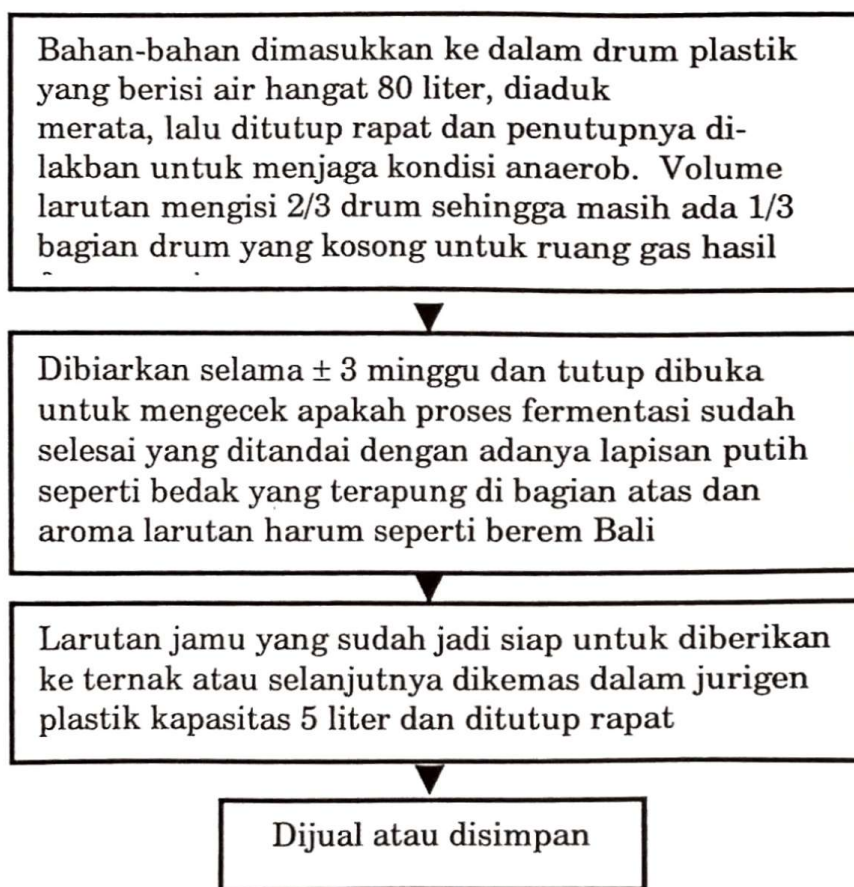 Bahan-bahan dimasukkan ke dalam drum plastik
yang berisi air hangat 80 liter, diaduk
merata, lalu ditutup rapat dan penutupnya di-
lakban untuk menjaga kondisi anaerob. Volume
larutan mengisi 2/3 drum sehingga masih ada 1/3
bagian drum yang kosong untuk ruang gas hasil
Dibiarkan selama ± 3 minggu dan tutup dibuka
untuk mengecek apakah proses fermentasi sudah
selesai yang ditandai dengan adanya lapisan putih
seperti bedak yang terapung di bagian atas dan
aroma larutan harum seperti berem Bali
Larutan jamu yang sudah jadi siap untuk diberikan
ke ternak atau selanjutnya dikemas dalam jurigen
plastik kapasitas 5 liter dan ditutup rapat
Dijual atau disimpan